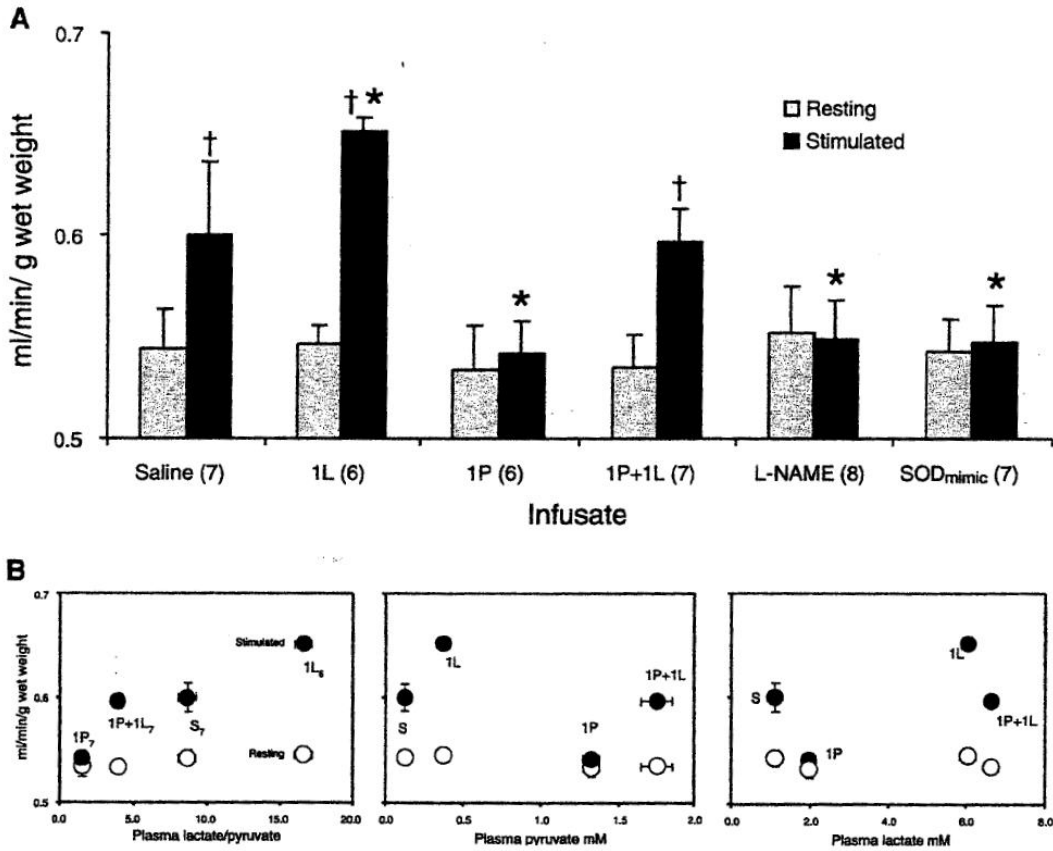 A
0.7
0.6
0.5
ml/min/ g wet weight
† † * * † * *
Resting
Stimulated
Saline (7) 1L (6) 1P (6) 1P+1L (7) L-NAME (8) SODmimic (7)
Infusate
B
0.7
0.6
0.5
ml/min/g wet weight
Stimulated
1L6
1P7
1P+1L7
S7
Resting
0.0 5.0 10.0 15.0 20.0
Plasma lactate/pyruvate
1L
S
1P
1P+1L
0.0 0.5 1.0 1.5 2.0
Plasma pyruvate mM
S
1P
1L
1P+1L
0.0 2.0 4.0 6.0 8.0
Plasma lactate mM